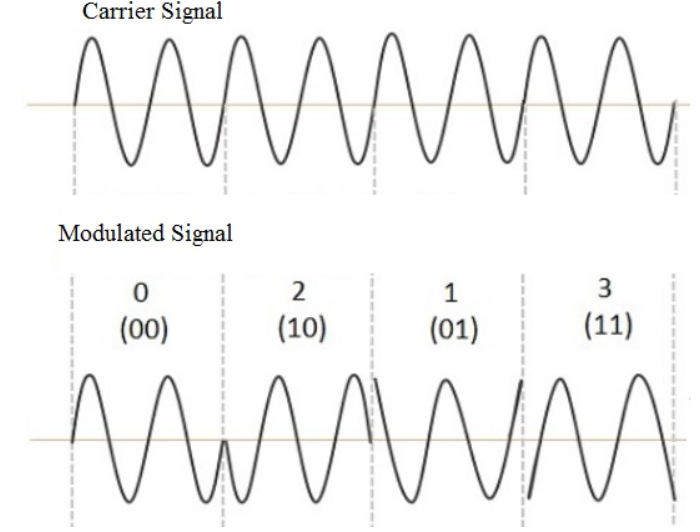 Carrier Signal
Modulated Signal
0 2 1 3
(00) (10) (01) (11)